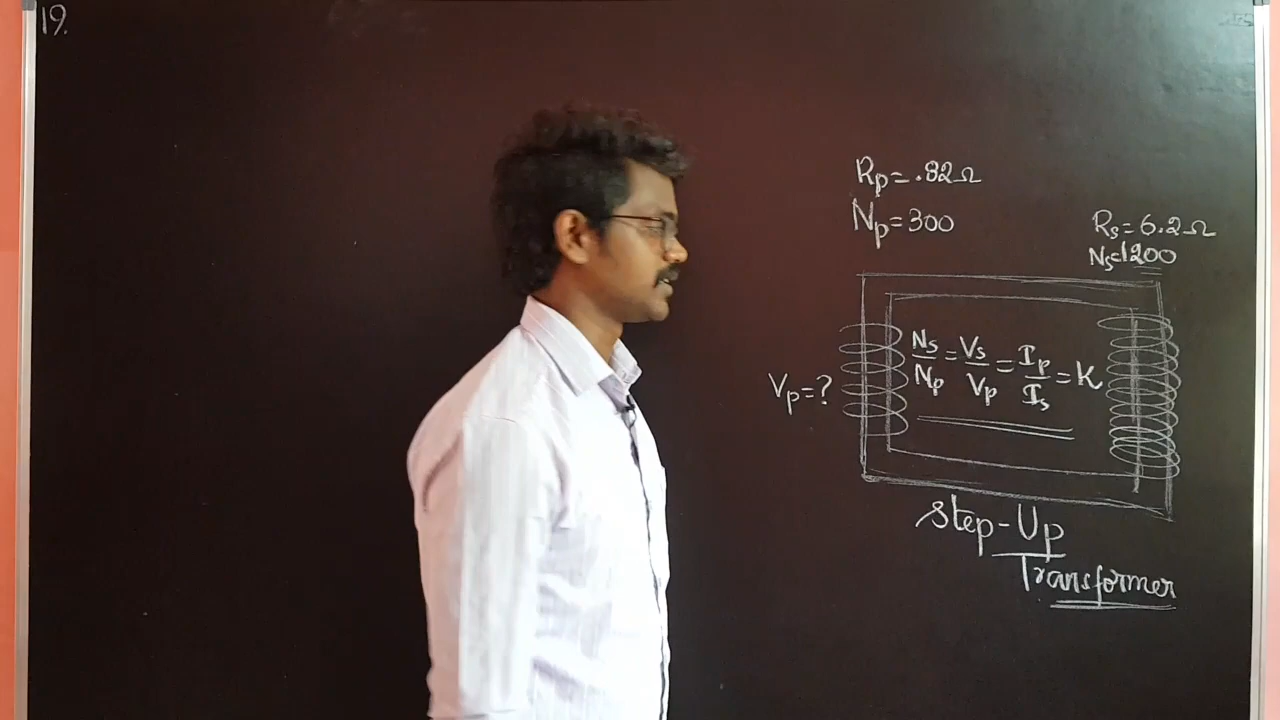 19.
Rp=.82Ω
Np=300
Rs=6.2Ω
Ns=1200
Ns/Np=Vs/Vp=Ip/Is=K
Vp=?
Step-Up
Transformer